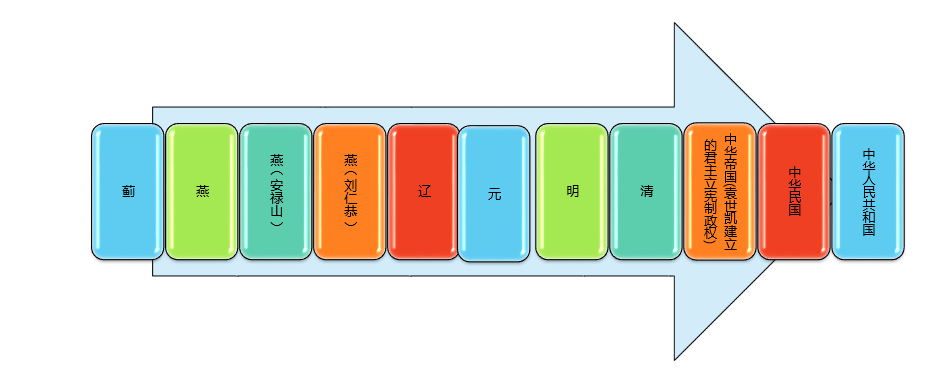 蓟
燕
燕（安禄山）
燕（刘仁恭）
辽
元
明
清
中华帝国(袁世凯建立
的君主立宪制政权)
中华民国
中华人民共和国